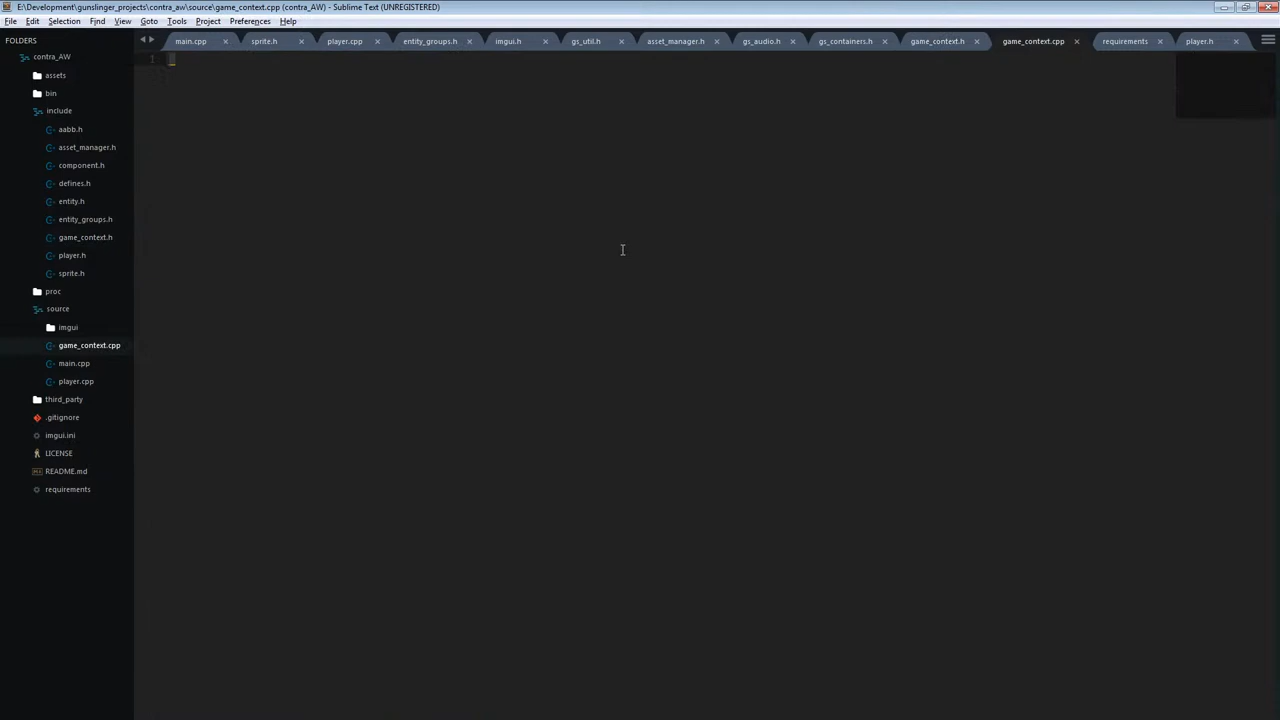 E:\Development\gunslinger_projects\contra_aw\source\game_context.cpp (contra_AW) - Sublime Text (UNREGISTERED)
File Edit Selection Find View Goto Tools Project Preferences Help
FOLDERS
main.cpp sprite.h player.cpp entity_groups.h imgui.h gs_util.h asset_manager.h gs_audio.h gs_containers.h game_context.h game_context.cpp requirements player.h
1
contra_AW
assets
bin
include
aabb.h
asset_manager.h
component.h
defines.h
entity.h
entity_groups.h
game_context.h
player.h
sprite.h
proc
source
imgui
game_context.cpp
main.cpp
player.cpp
third_party
.gitignore
imgui.ini
LICENSE
README.md
requirements